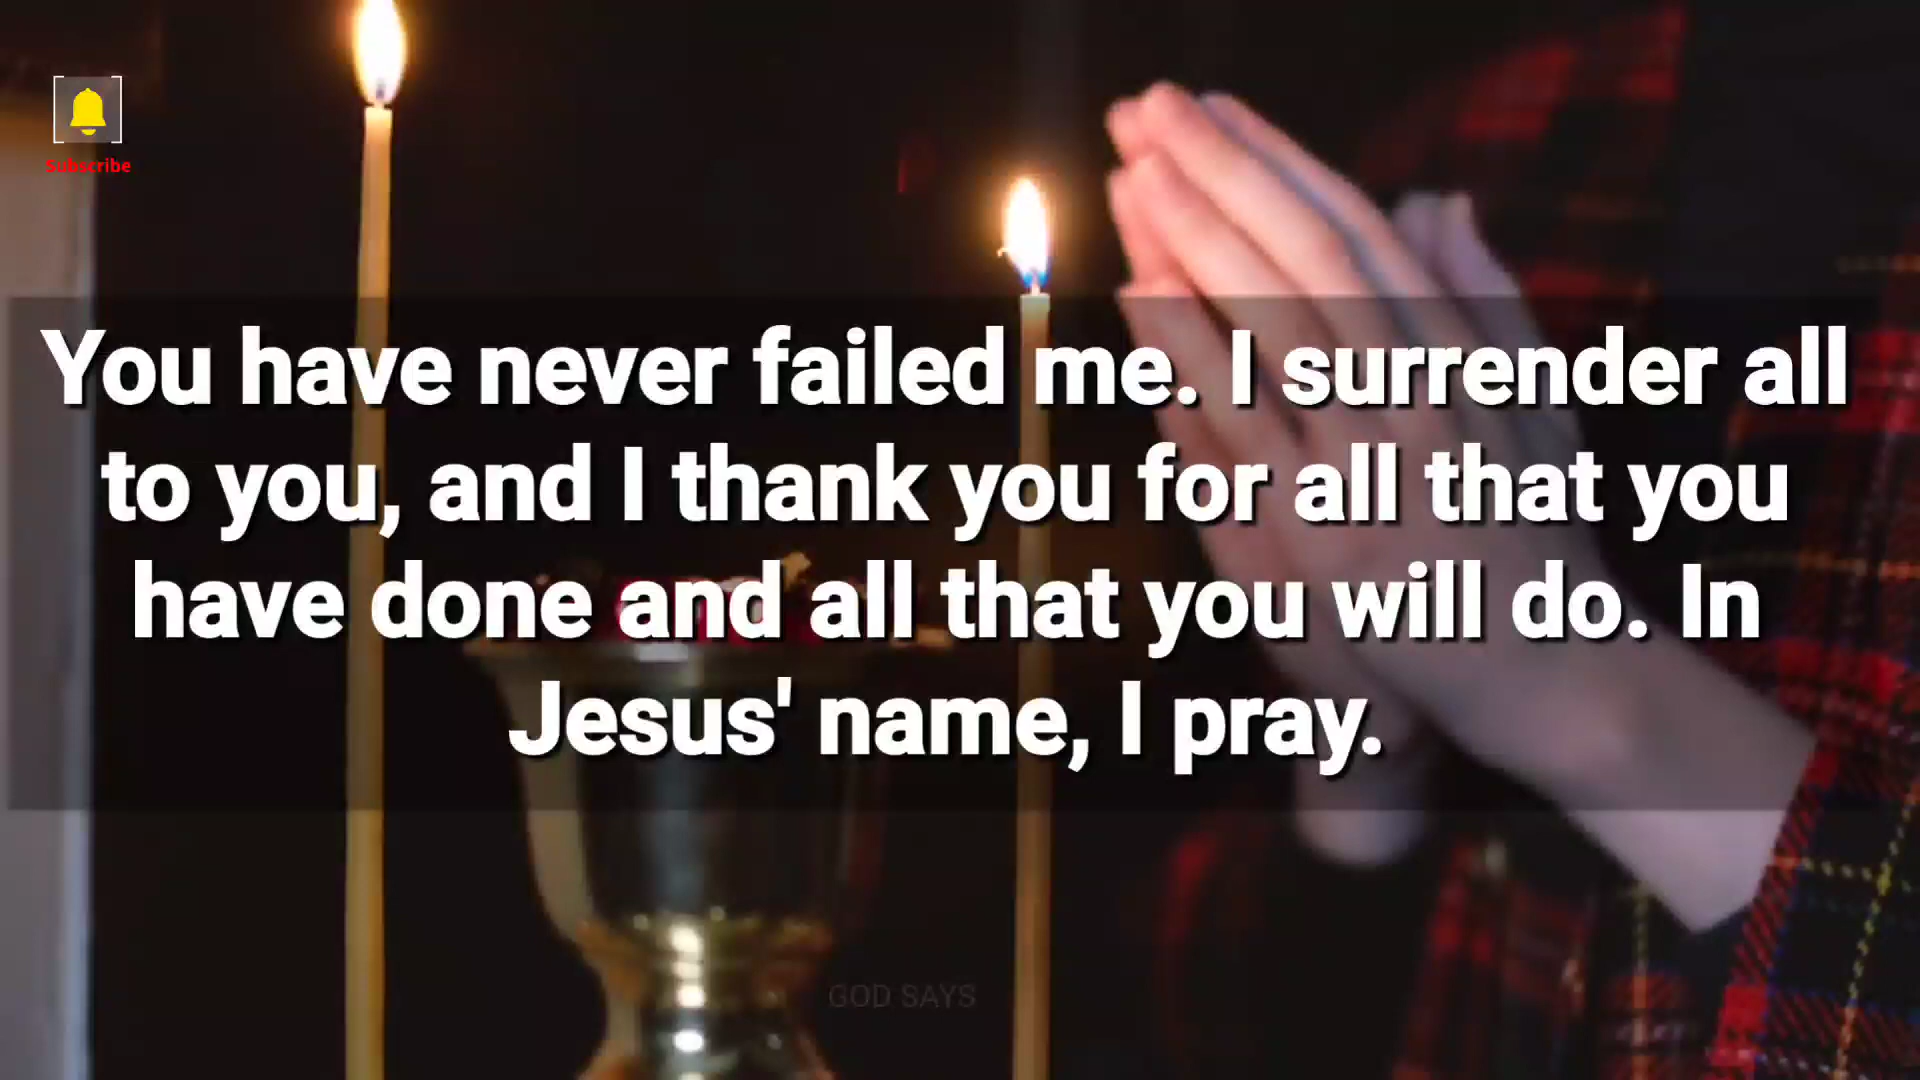 Subscribe
You have never failed me. I surrender all
to you, and I thank you for all that you
have done and all that you will do. In
Jesus' name, I pray.
GOD SAYS